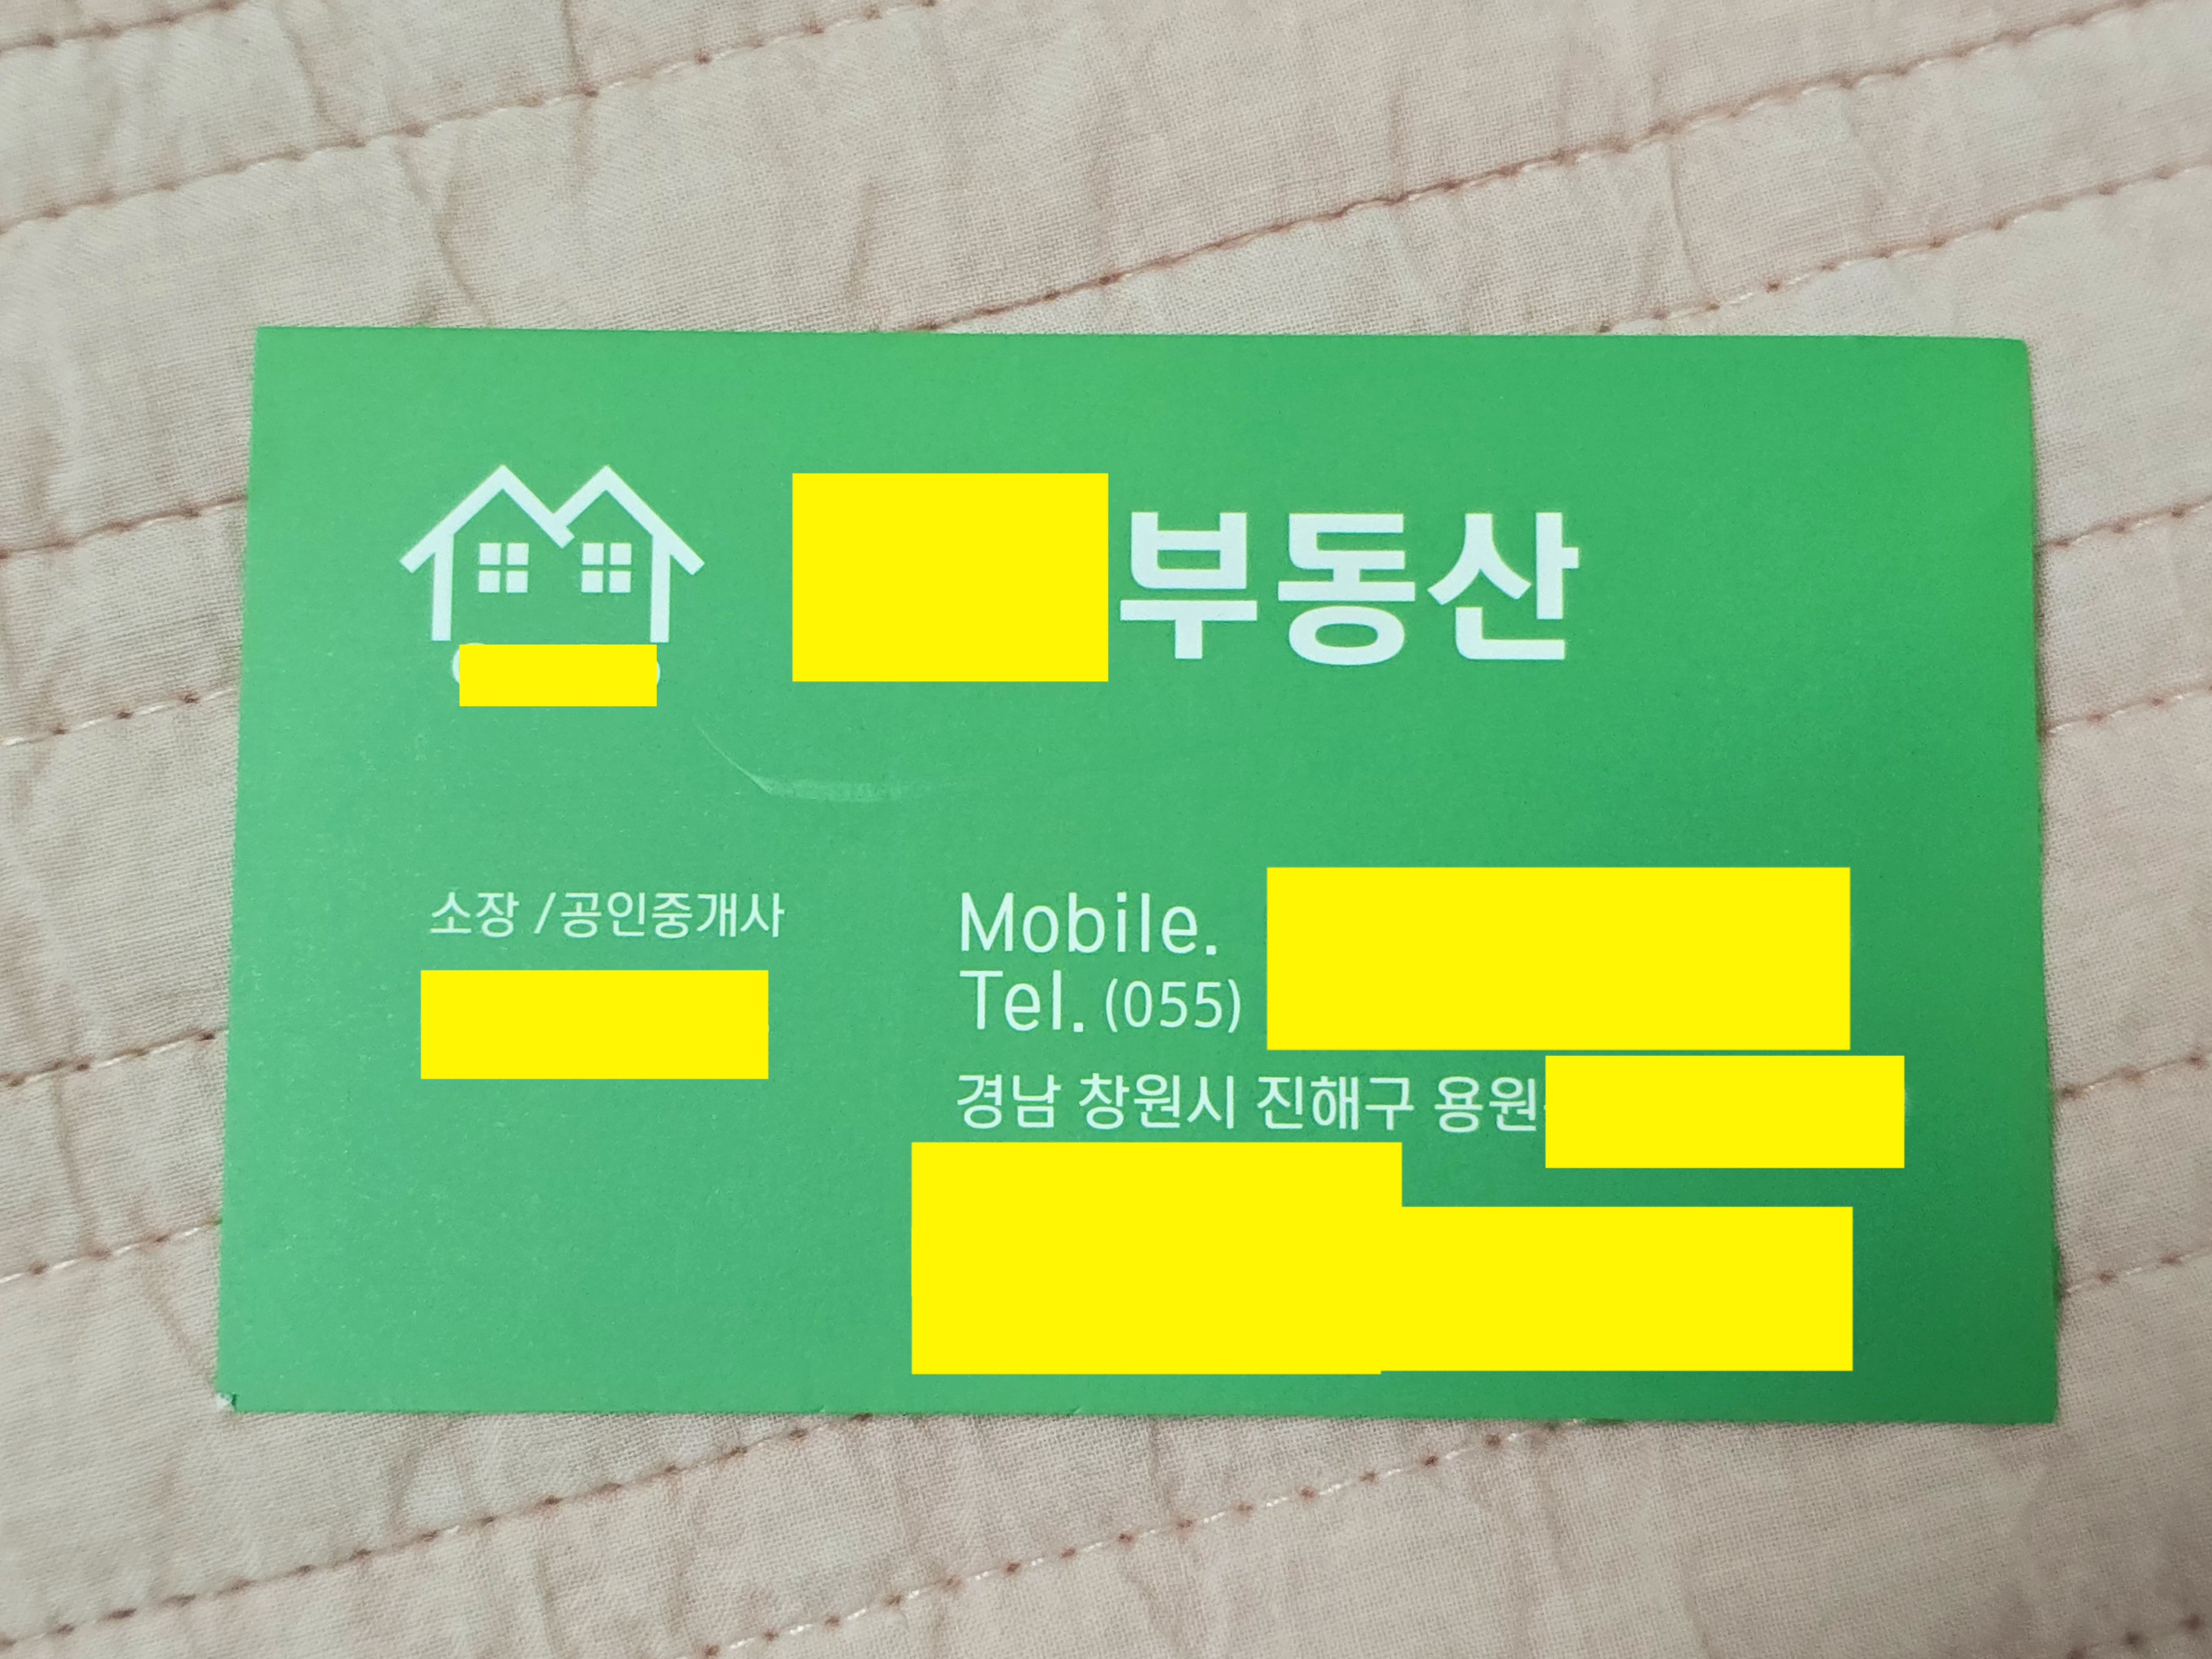 부동산
소장 /공인중개사
Mobile.
Tel. (055)
경남 창원시 진해구 용원